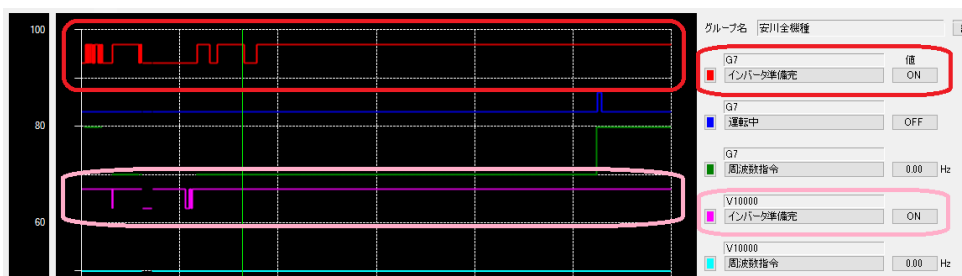 100
80
60
グループ名 安川全機種
G7 値
インバータ準備完 ON
G7
運転中 OFF
G7
周波数指令 0.00 Hz
V10000
インバータ準備完 ON
V10000
周波数指令 0.00 Hz